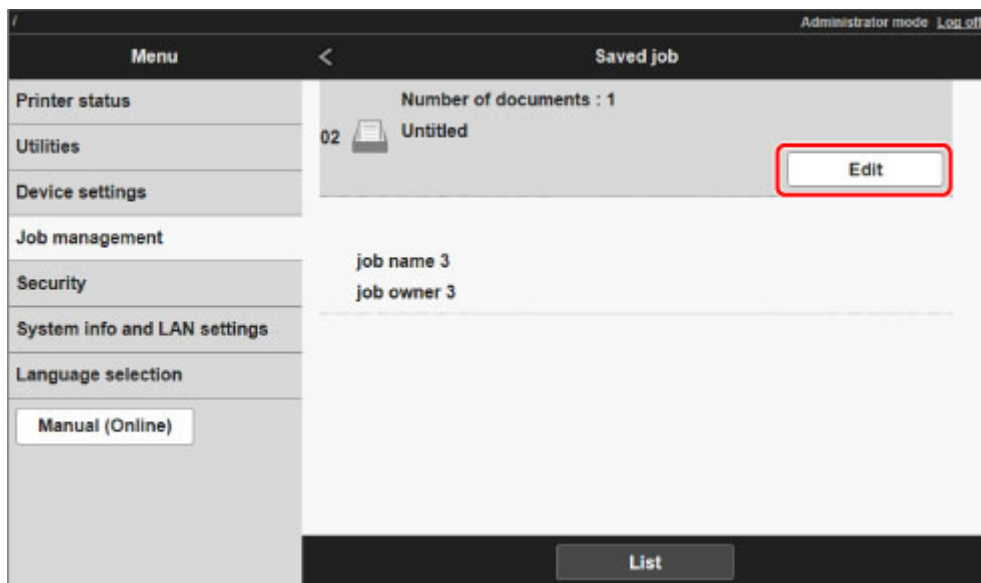 /
Administrator mode Log off
Menu
< Saved job
Printer status
Utilities
Device settings
Job management
Security
System info and LAN settings
Language selection
Manual (Online)
Number of documents : 1
02 Untitled
Edit
job name 3
job owner 3
List